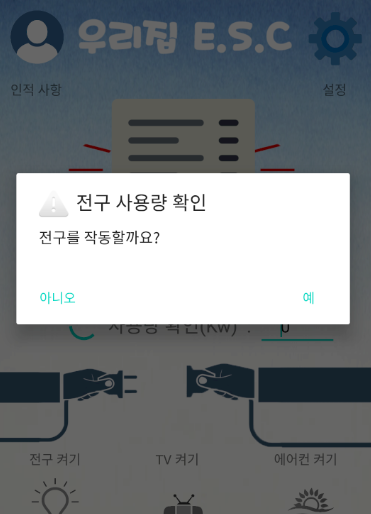 우리집 E.S.C
인적 사항
설정
전구 사용량 확인
전구를 작동할까요?
아니오
예
사용량 확인(Kw) : 0
전구 켜기
TV 켜기
에어컨 켜기